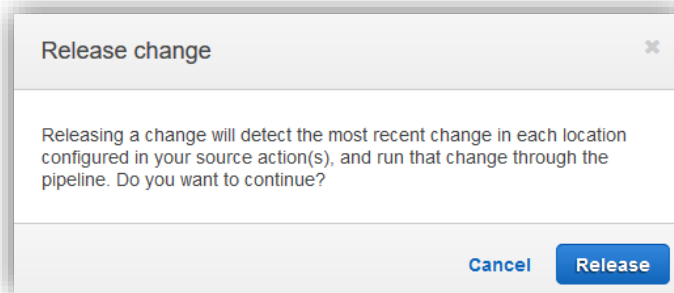 Release change
Releasing a change will detect the most recent change in each location
configured in your source action(s), and run that change through the
pipeline. Do you want to continue?
Cancel
Release